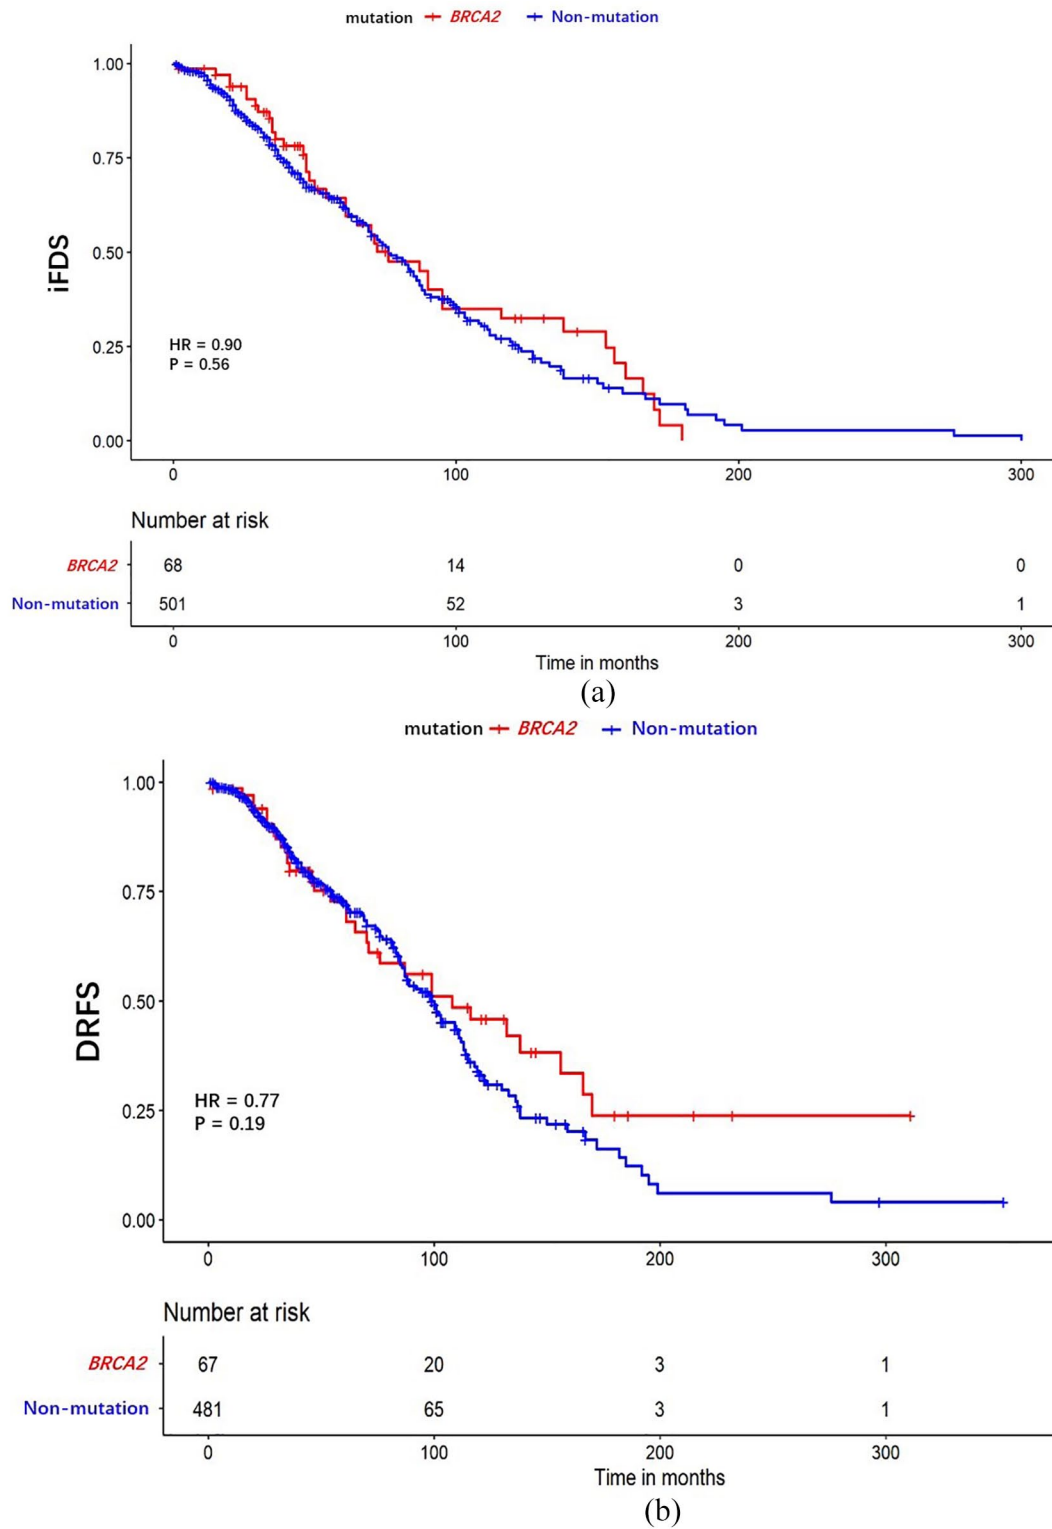 mutation BRCA2 Non-mutation
1.00
0.75
0.50
0.25
0.00
iFDS
HR = 0.90
P = 0.56
0 100 200 300
Number at risk
BRCA2 68 14 0 0
Non-mutation 501 52 3 1
0 100 200 300
Time in months
(a)
mutation BRCA2 Non-mutation
1.00
0.75
0.50
0.25
0.00
DRFS
HR = 0.77
P = 0.19
0 100 200 300
Number at risk
BRCA2 67 20 3 1
Non-mutation 481 65 3 1
0 100 200 300
Time in months
(b)